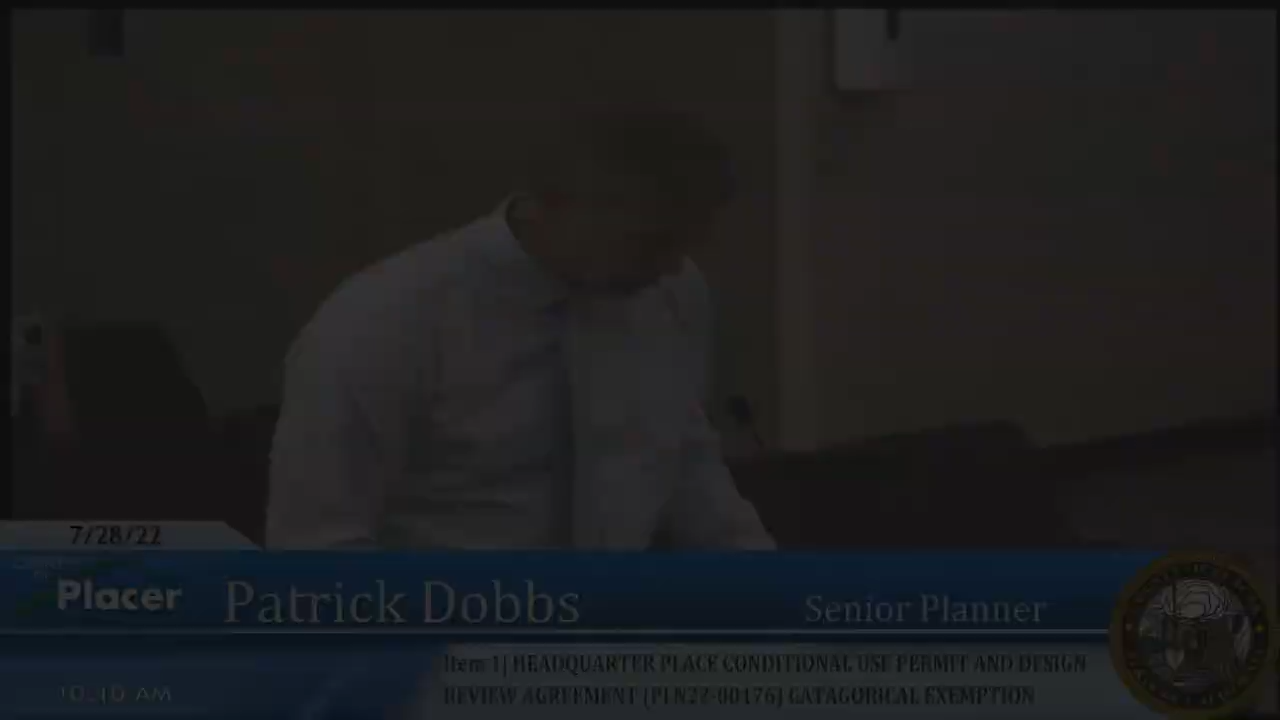 7/28/22
Placer
Patrick Dobbs
Senior Planner
Item 1| HEADQUARTER PLACE CONDITIONAL USE PERMIT AND DESIGN
REVIEW AGREEMENT (PLN22-00176) CATAGORICAL EXEMPTION
10:10 AM